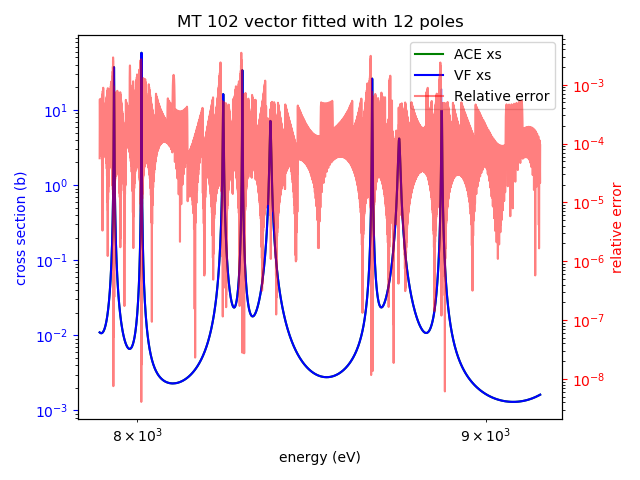 MT 102 vector fitted with 12 poles
ACE xs
VF xs
Relative error
10¹
10⁰
10⁻¹
10⁻²
10⁻³
cross section (b)
10⁻³
10⁻⁴
10⁻⁵
10⁻⁶
10⁻⁷
10⁻⁸
relative error
8 × 10³
9 × 10³
energy (eV)